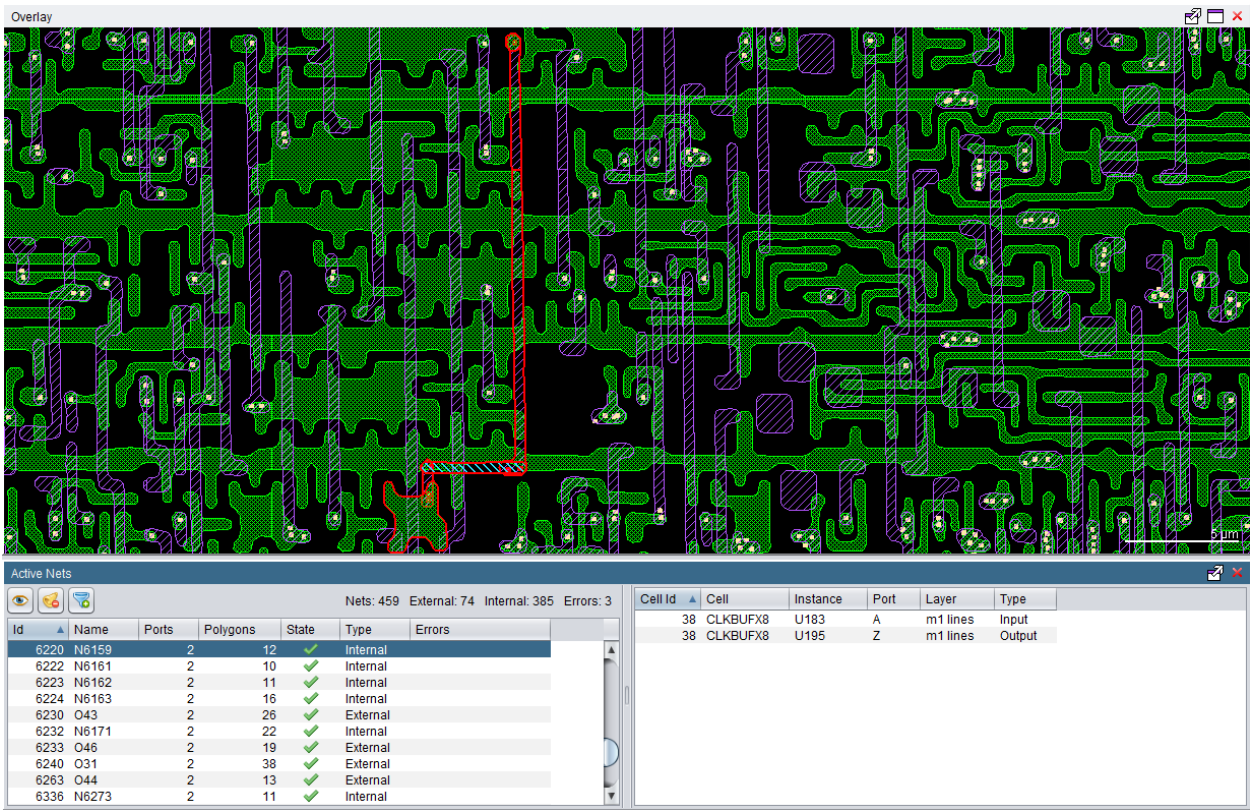 Overlay
5 µm
Active Nets
Nets: 459 External: 74 Internal: 385 Errors: 3
Id Name Ports Polygons State Type Errors
6220 N6159 2 12 Internal
6222 N6161 2 10 Internal
6223 N6162 2 11 Internal
6224 N6163 2 16 Internal
6230 O43 2 26 External
6232 N6171 2 22 Internal
6233 O46 2 19 External
6240 O31 2 38 External
6263 O44 2 13 External
6336 N6273 2 11 Internal
Cell Id Cell Instance Port Layer Type
38 CLKBUFX8 U183 A m1 lines Input
38 CLKBUFX8 U195 Z m1 lines Output